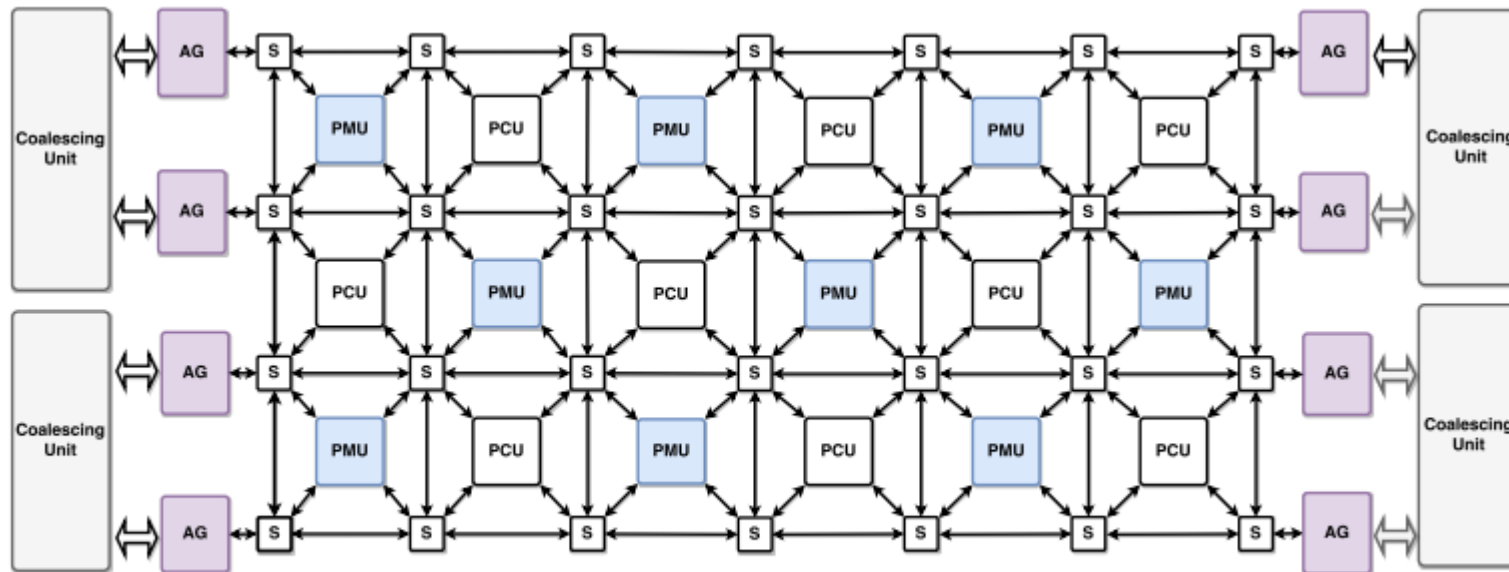 AG S S S S S S S AG
PMU PCU PMU PCU PMU PCU
Coalescing
Unit
Coalescing
Unit
AG S S S S S S S AG
PCU PMU PCU PMU PCU PMU
AG S S S S S S S AG
Coalescing
Unit
Coalescing
Unit
PMU PCU PMU PCU PMU PCU
AG S S S S S S S AG